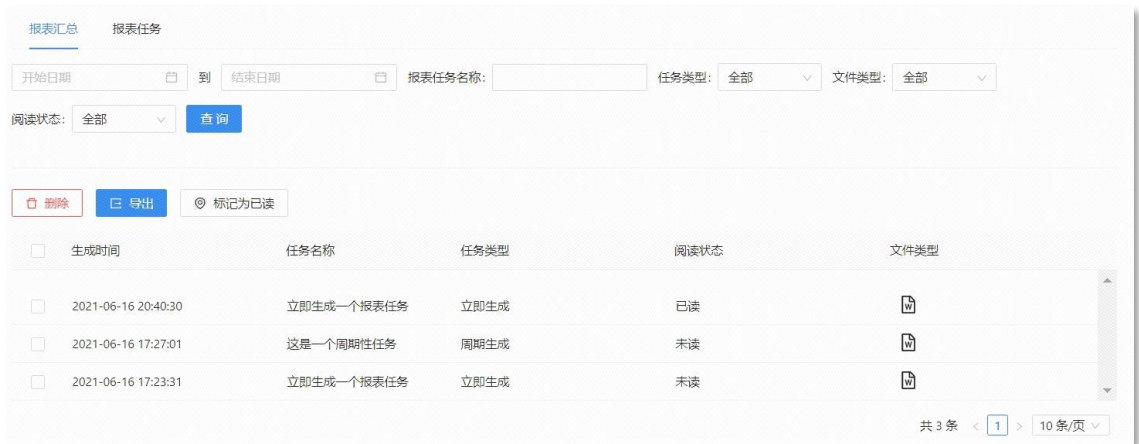 报表汇总 报表任务
开始日期 到 结束日期 报表任务名称: 任务类型: 全部 文件类型: 全部
阅读状态: 全部 查询
删除 导出 标记为已读
生成时间 任务名称 任务类型 阅读状态 文件类型
2021-06-16 20:40:30 立即生成一个报表任务 立即生成 已读 W
2021-06-16 17:27:01 这是一个周期性任务 周期生成 未读 W
2021-06-16 17:23:31 立即生成一个报表任务 立即生成 未读 W
共 3 条 < 1 > 10 条/页